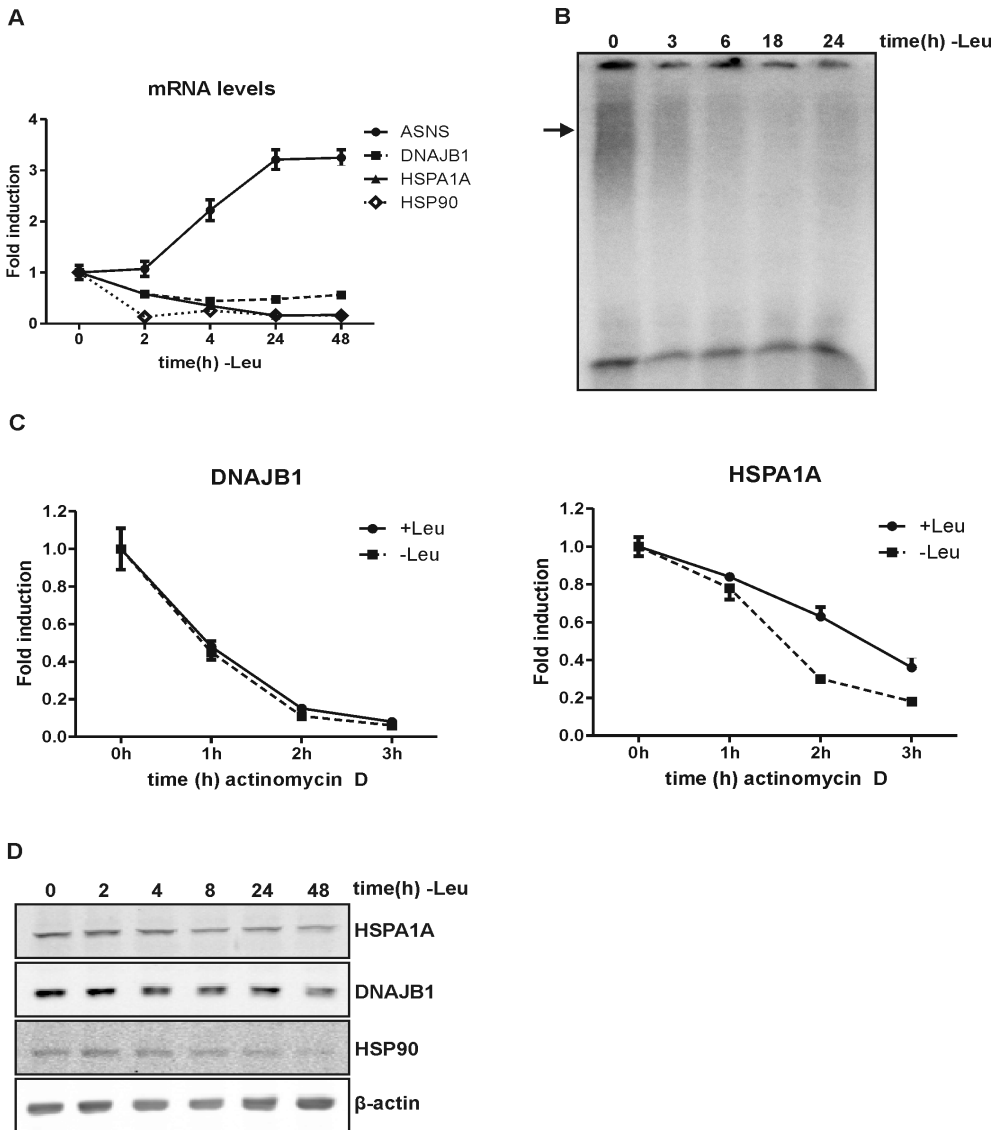 A
mRNA levels
Fold induction
4
3
2
1
0
0 2 4 24 48
time(h) -Leu
ASNS
DNAJB1
HSPA1A
HSP90
B
0 3 6 18 24 time(h) -Leu
C
DNAJB1
Fold induction
1.2
1.0
0.8
0.6
0.4
0.2
0.0
0h 1h 2h 3h
time (h) actinomycin D
+Leu
-Leu
HSPA1A
Fold induction
1.2
1.0
0.8
0.6
0.4
0.2
0.0
0h 1h 2h 3h
time (h) actinomycin D
+Leu
-Leu
D
0 2 4 8 24 48 time(h) -Leu
HSPA1A
DNAJB1
HSP90
β-actin